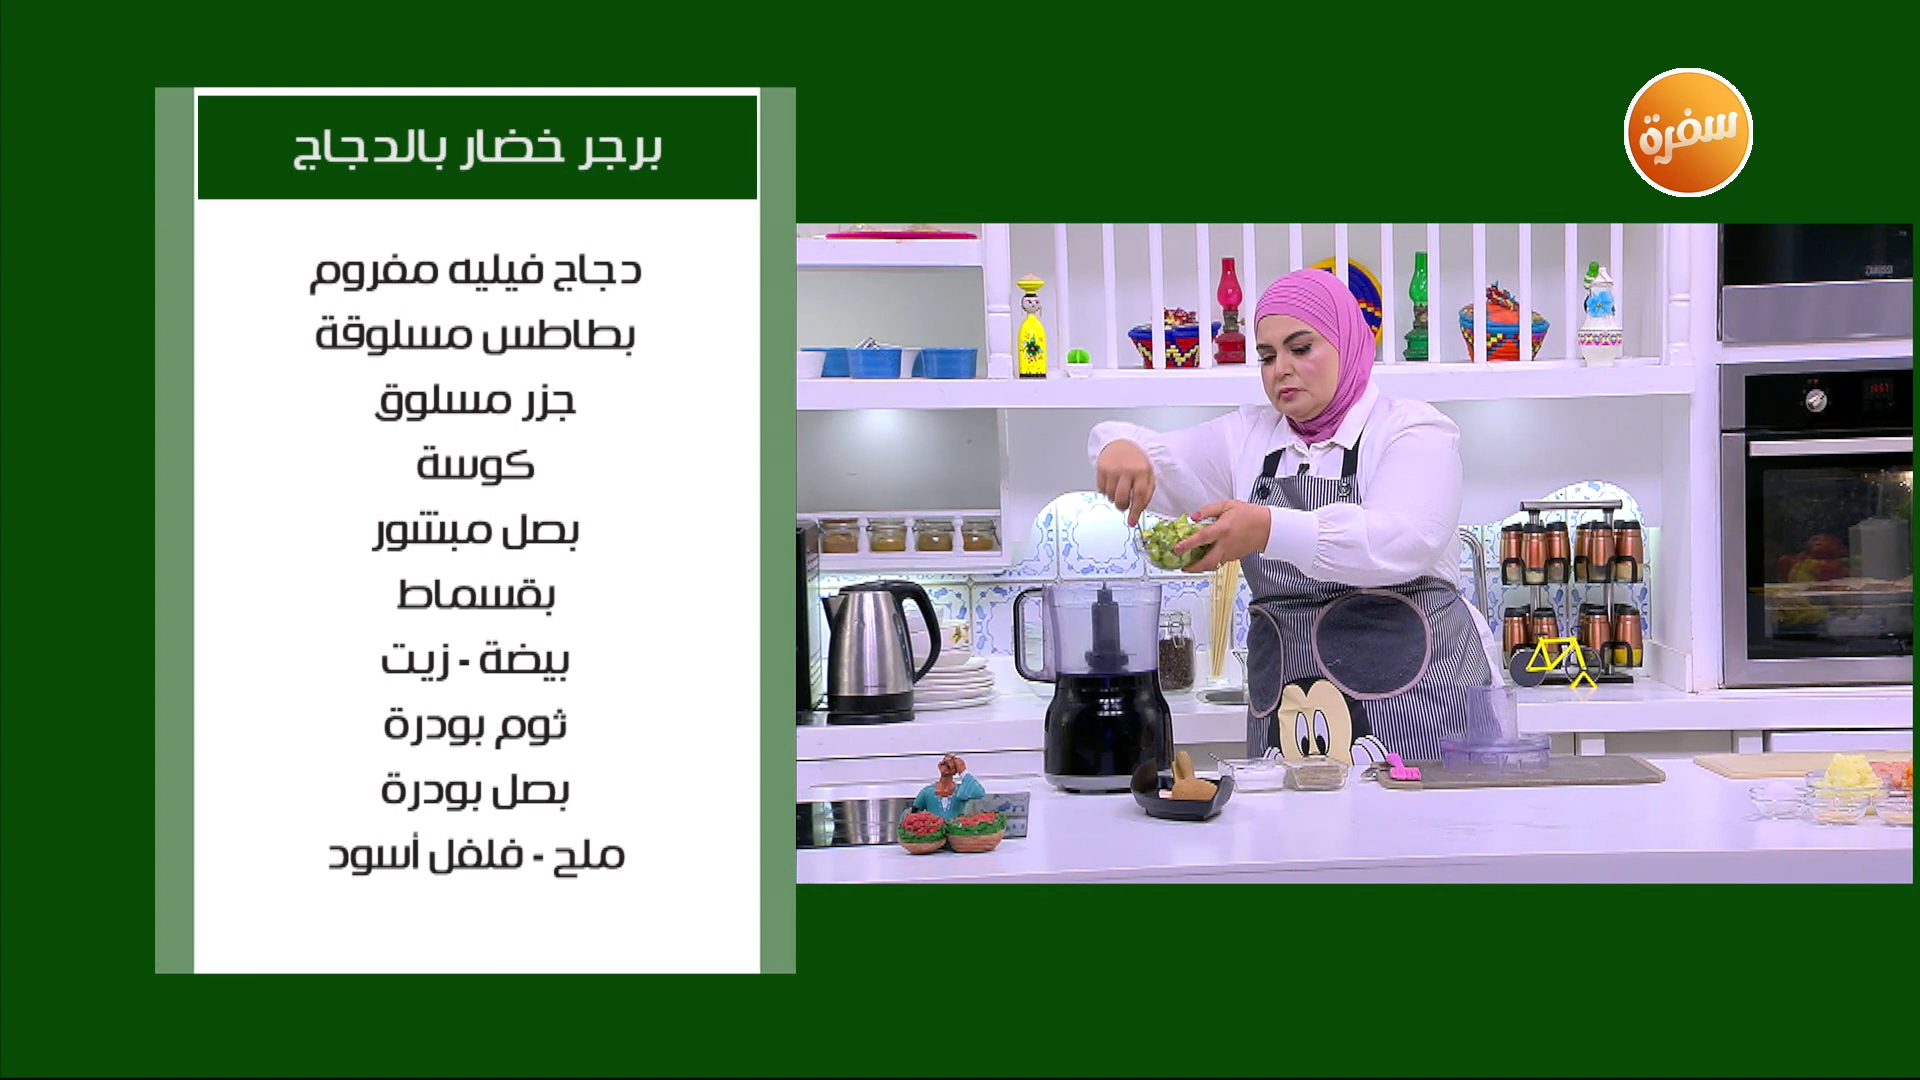 برجر خضار بالدجاج
دجاج فيليه مفروم
بطاطس مسلوقة
جزر مسلوق
كوسة
بصل مبشور
بقسماط
بيضة - زيت
ثوم بودرة
بصل بودرة
ملح - فلفل أسود
سفرة